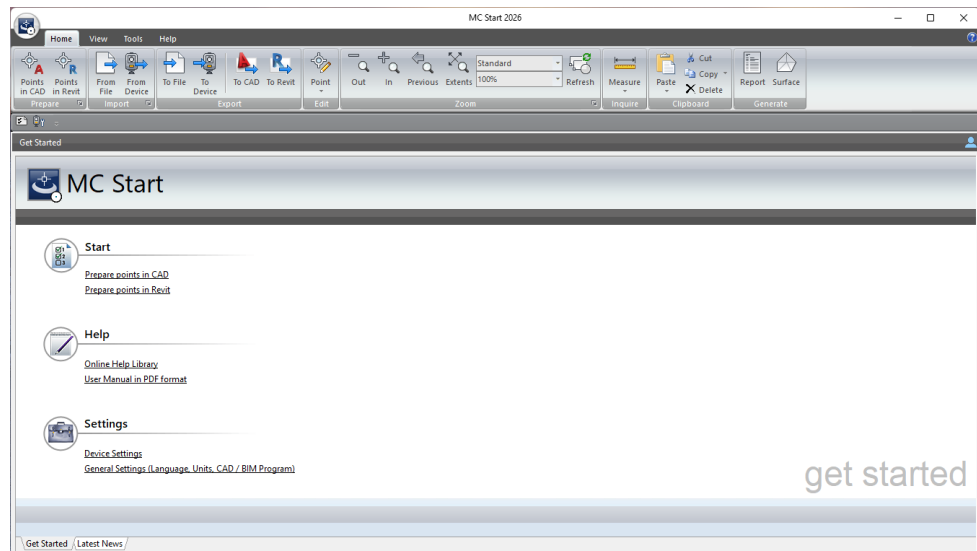 MC Start 2026
Home View Tools Help
Points in CAD
Points in Revit
From File
From Device
To File
To Device
To CAD
To Revit
Point
Out
In
Previous
Extents
Standard
100%
Refresh
Measure
Paste
Cut
Copy
Delete
Report
Surface
Prepare
Import
Export
Edit
Zoom
Inquire
Clipboard
Generate
Get Started
MC Start
Start
Prepare points in CAD
Prepare points in Revit
Help
Online Help Library
User Manual in PDF format
Settings
Device Settings
General Settings (Language, Units, CAD / BIM Program)
get started
Get Started Latest News